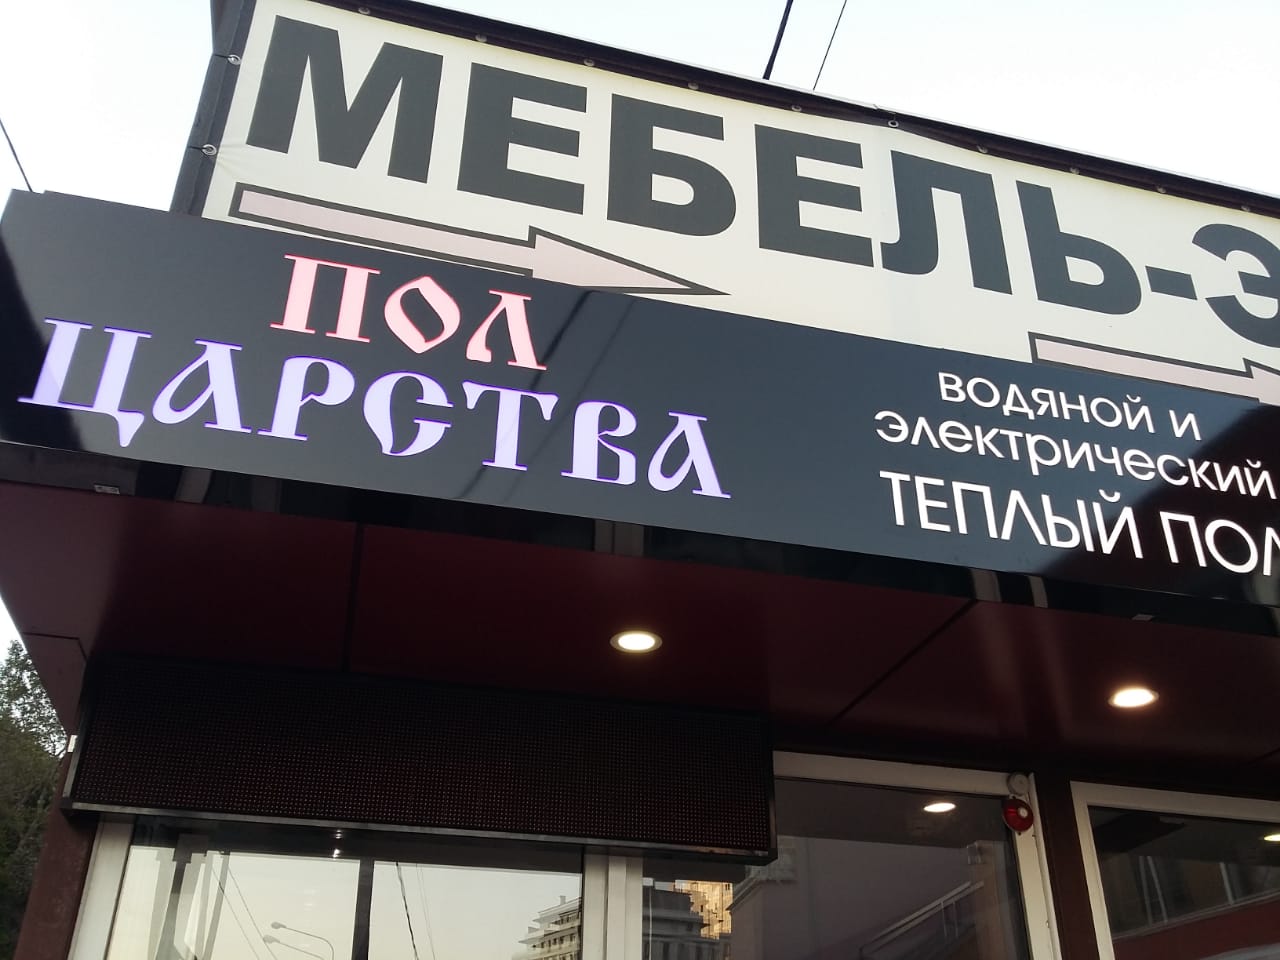 МЕБЕЛЬ-Э
ПОЛ
ЦАРСТВА
ВОДЯНОЙ И
ЭЛЕКТРИЧЕСКИЙ
ТЕПЛЫЙ ПОЛ